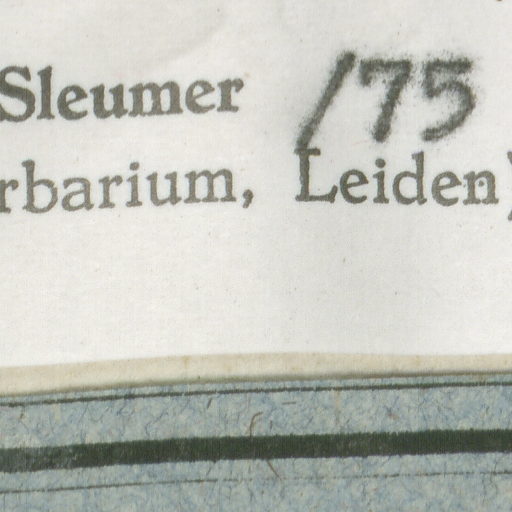 Sleumer /75
rbarium, Leiden)